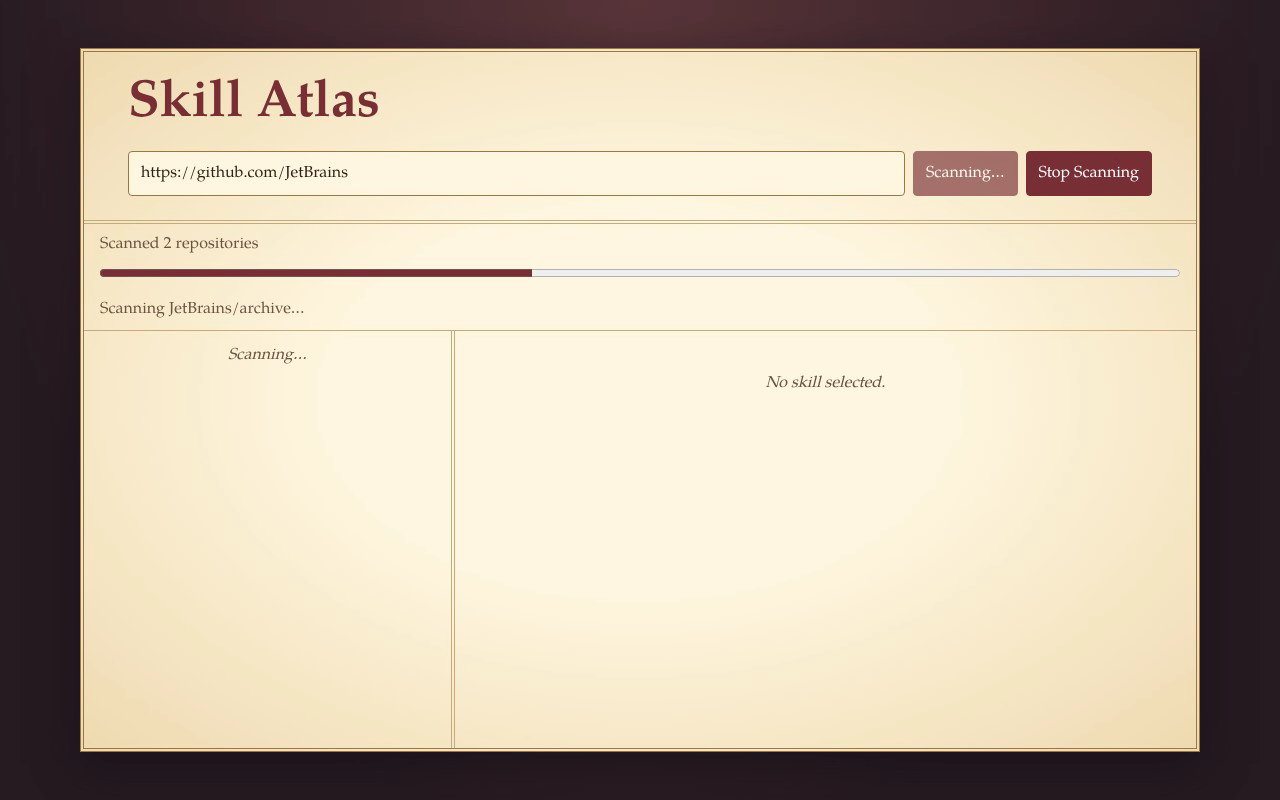 Skill Atlas
https://github.com/JetBrains
Scanning...
Stop Scanning
Scanned 2 repositories
Scanning JetBrains/archive...
Scanning...
No skill selected.